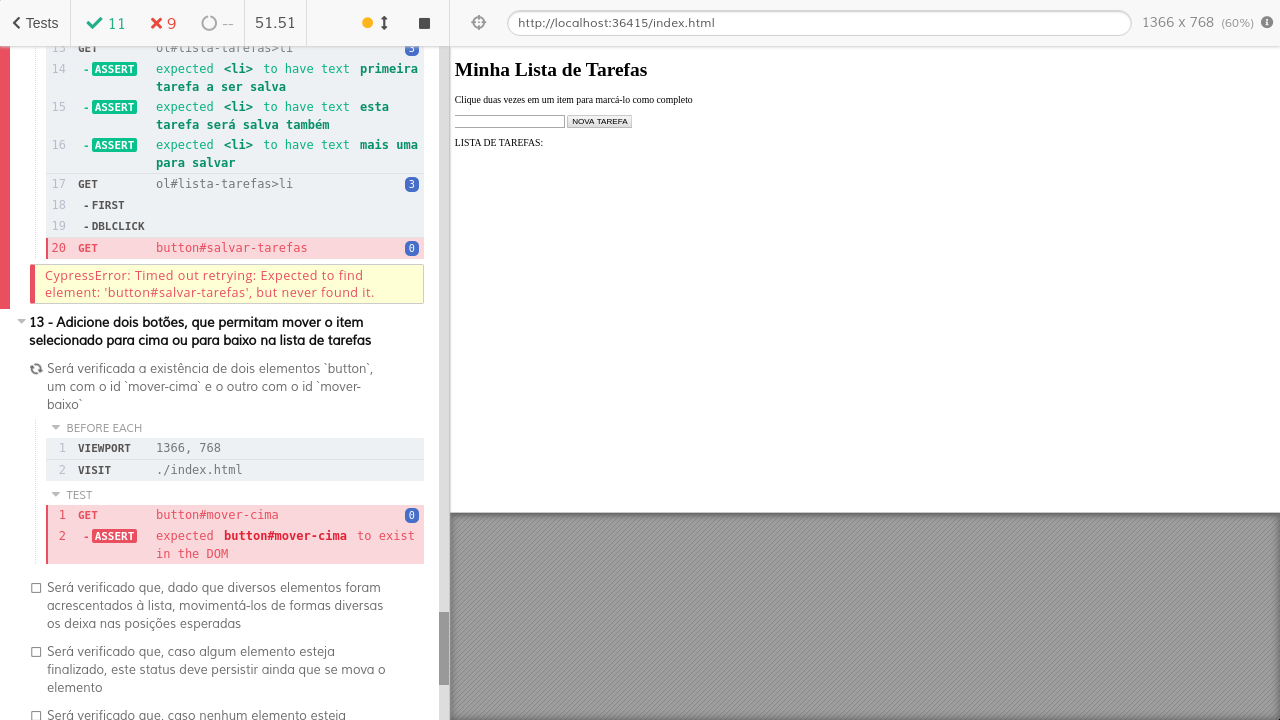 Tests
11
9
--
51.51
http://localhost:36415/index.html
1366 x 768 (60%)
13 GET ol#lista-tarefas>li 3
14 - ASSERT expected <li> to have text primeira
tarefa a ser salva
15 - ASSERT expected <li> to have text esta
tarefa será salva também
16 - ASSERT expected <li> to have text mais uma
para salvar
17 GET ol#lista-tarefas>li 3
18 - FIRST
19 - DBLCLICK
20 GET button#salvar-tarefas 0
CypressError: Timed out retrying: Expected to find
element: 'button#salvar-tarefas', but never found it.
13 - Adicione dois botões, que permitam mover o item
selecionado para cima ou para baixo na lista de tarefas
Será verificada a existência de dois elementos `button`,
um com o id `mover-cima` e o outro com o id `mover-
baixo`
BEFORE EACH
1 VIEWPORT 1366, 768
2 VISIT ./index.html
TEST
1 GET button#mover-cima 0
2 - ASSERT expected button#mover-cima to exist
in the DOM
Será verificado que, dado que diversos elementos foram
acrescentados à lista, movimentá-los de formas diversas
os deixa nas posições esperadas
Será verificado que, caso algum elemento esteja
finalizado, este status deve persistir ainda que se mova o
elemento
Será verificado que, caso nenhum elemento esteja
Minha Lista de Tarefas
Clique duas vezes em um item para marcá-lo como completo
NOVA TAREFA
LISTA DE TAREFAS: